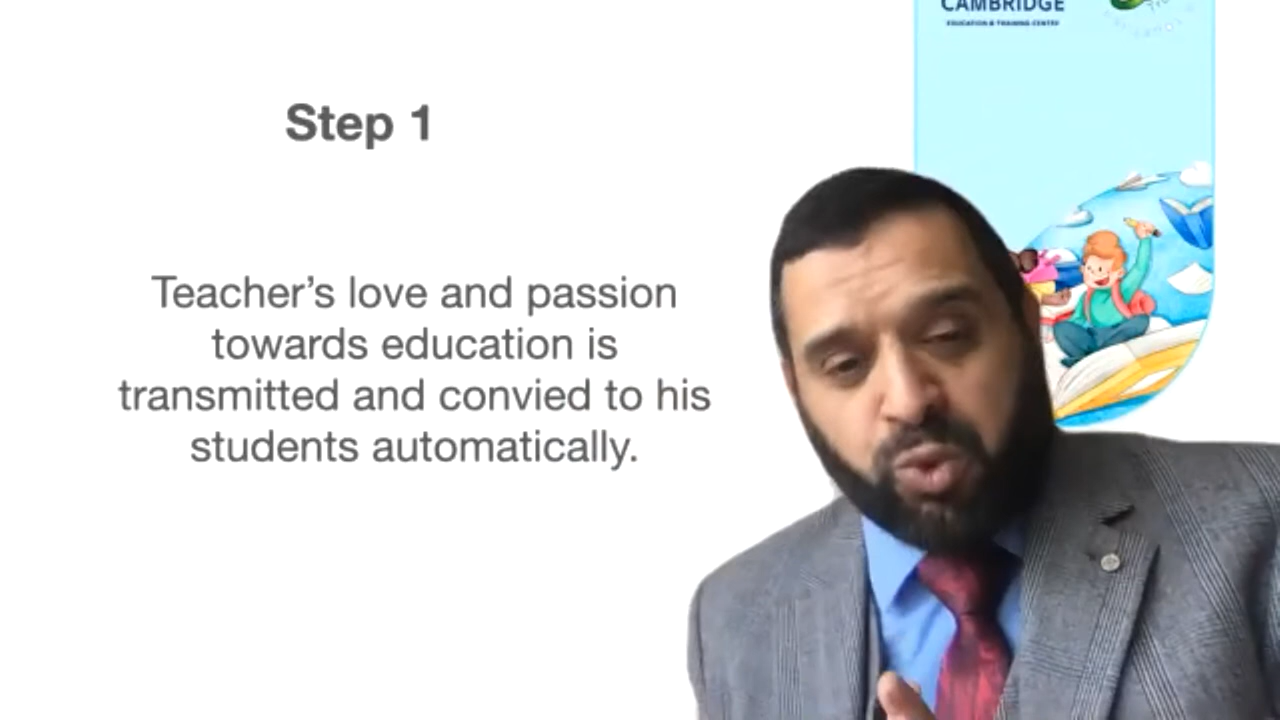 CAMBRIDGE
EDUCATION & TRAINING CENTRE
Step 1
Teacher's love and passion
towards education is
transmitted and convied to his
students automatically.